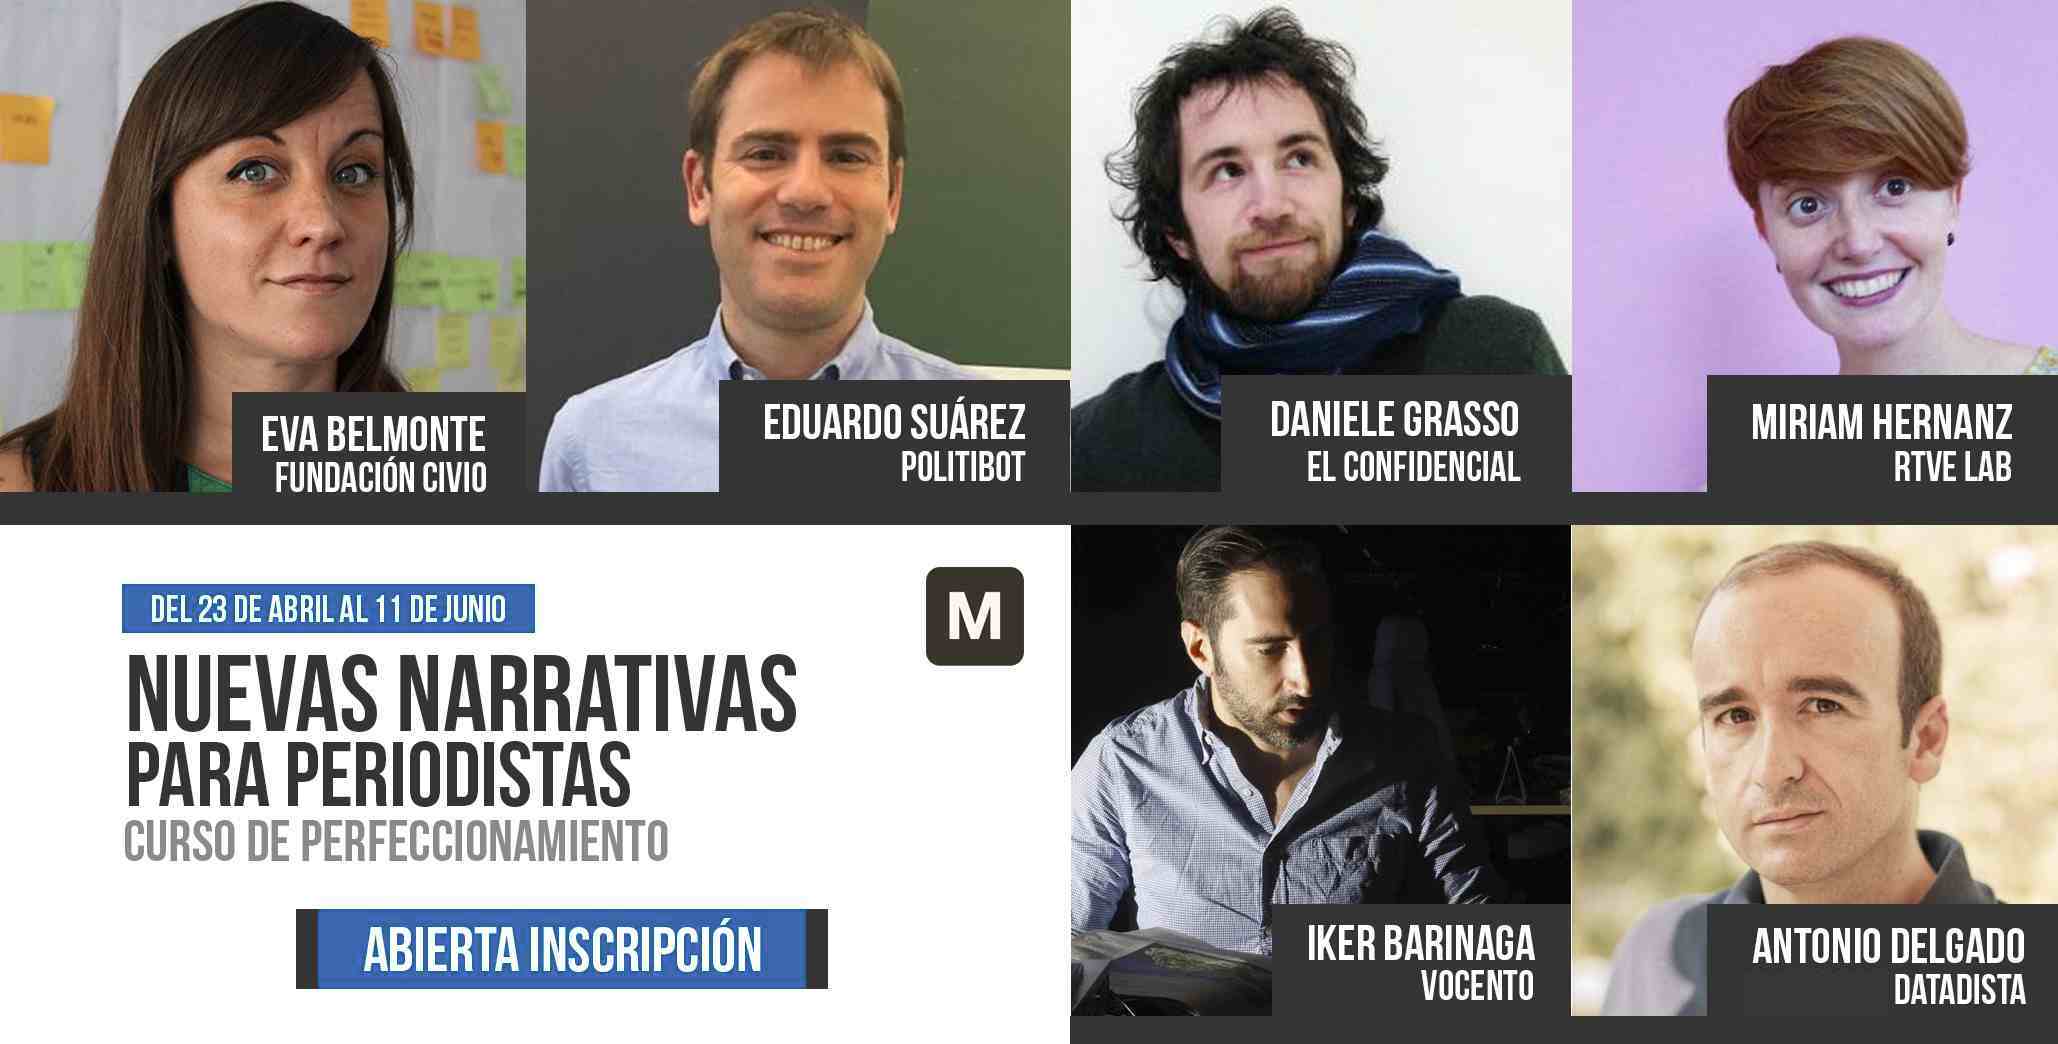 EVA BELMONTE
FUNDACIÓN CIVIO
EDUARDO SUÁREZ
POLITIBOT
DANIELE GRASSO
EL CONFIDENCIAL
MIRIAM HERNANZ
RTVE LAB
DEL 23 DE ABRIL AL 11 DE JUNIO
M
NUEVAS NARRATIVAS
PARA PERIODISTAS
CURSO DE PERFECCIONAMIENTO
ABIERTA INSCRIPCIÓN
IKER BARINAGA
VOCENTO
ANTONIO DELGADO
DATADISTA